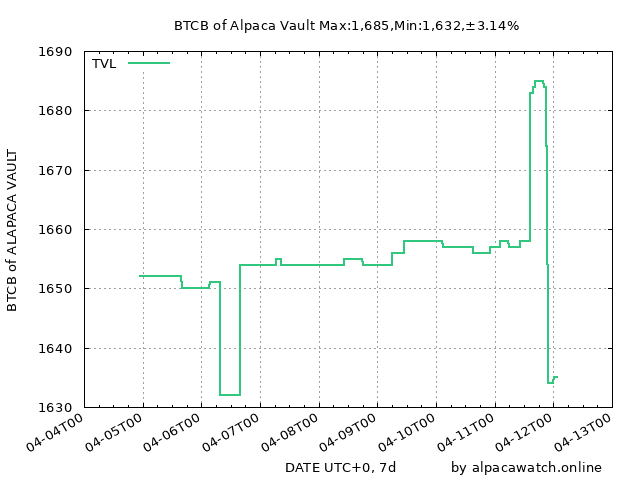 BTCB of Alpaca Vault Max:1,685,Min:1,632,±3.14%
TVL
1690
1680
1670
1660
1650
1640
1630
BTCB of ALAPACA VAULT
04-04T00
04-05T00
04-06T00
04-07T00
04-08T00
04-09T00
04-10T00
04-11T00
04-12T00
04-13T00
DATE UTC+0, 7d
by alpacawatch.online